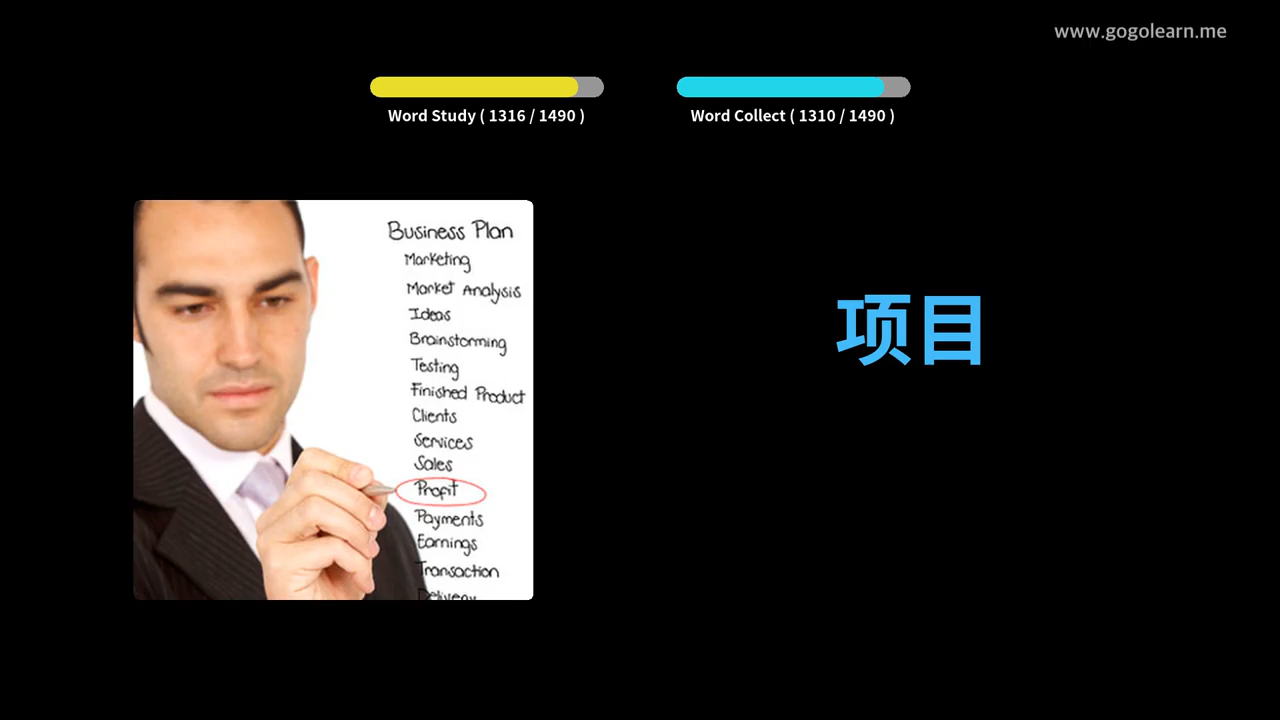 www.gogolearn.me
Word Study ( 1316 / 1490 )
Word Collect ( 1310 / 1490 )
Business Plan
Marketing
Market Analysis
Ideas
Brainstorming
Testing
Finished Product
Clients
Services
Sales
Profit
Payments
Earnings
Transaction
Delivery
项目